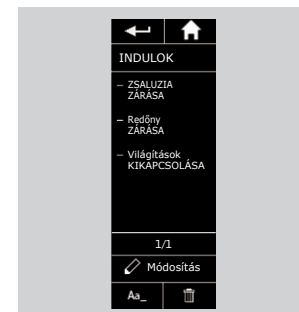 INDULOK
– ZSALUZIA
ZÁRÁSA
– Redőny
ZÁRÁSA
– Világítások
KIKAPCSOLÁSA
1/1
Módosítás
Aa_